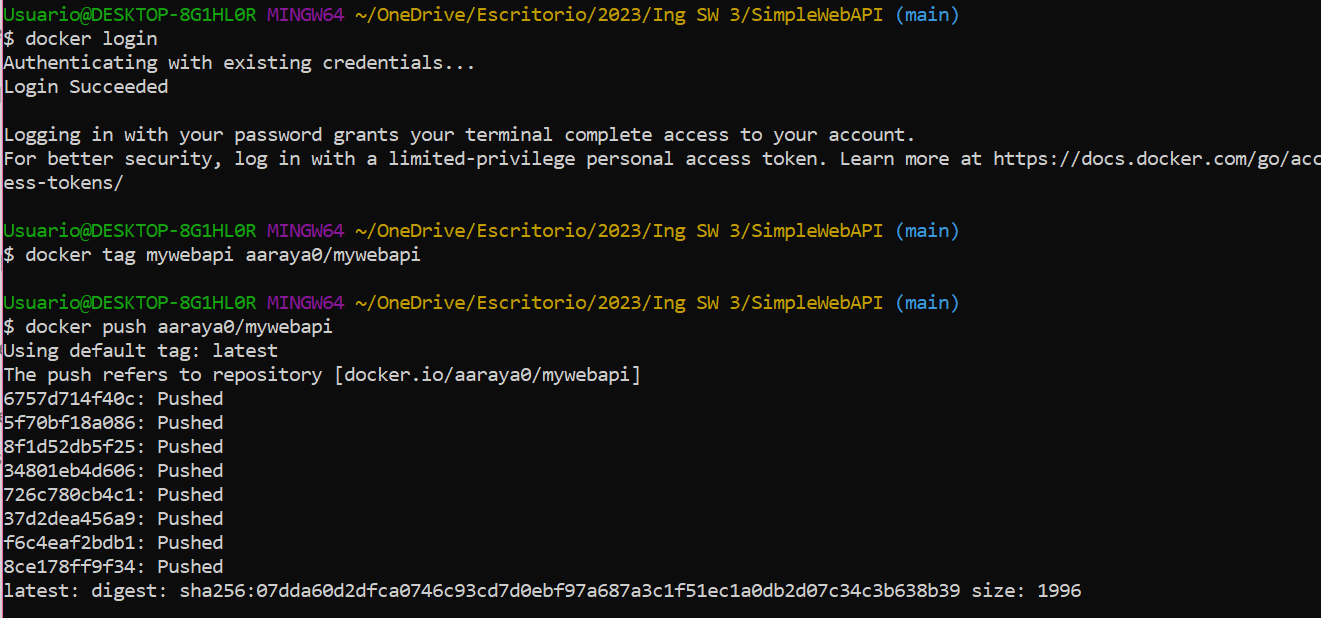 Usuario@DESKTOP-8G1HL0R MINGW64 ~/OneDrive/Escritorio/2023/Ing SW 3/SimpleWebAPI (main)
$ docker login
Authenticating with existing credentials...
Login Succeeded
Logging in with your password grants your terminal complete access to your account.
For better security, log in with a limited-privilege personal access token. Learn more at https://docs.docker.com/go/acc
ess-tokens/
Usuario@DESKTOP-8G1HL0R MINGW64 ~/OneDrive/Escritorio/2023/Ing SW 3/SimpleWebAPI (main)
$ docker tag mywebapi aaraya0/mywebapi
Usuario@DESKTOP-8G1HL0R MINGW64 ~/OneDrive/Escritorio/2023/Ing SW 3/SimpleWebAPI (main)
$ docker push aaraya0/mywebapi
Using default tag: latest
The push refers to repository [docker.io/aaraya0/mywebapi]
6757d714f40c: Pushed
5f70bf18a086: Pushed
8f1d52db5f25: Pushed
34801eb4d606: Pushed
726c780cb4c1: Pushed
37d2dea456a9: Pushed
f6c4eaf2bdb1: Pushed
8ce178ff9f34: Pushed
latest: digest: sha256:07dda60d2dfca0746c93cd7d0ebf97a687a3c1f51ec1a0db2d07c34c3b638b39 size: 1996